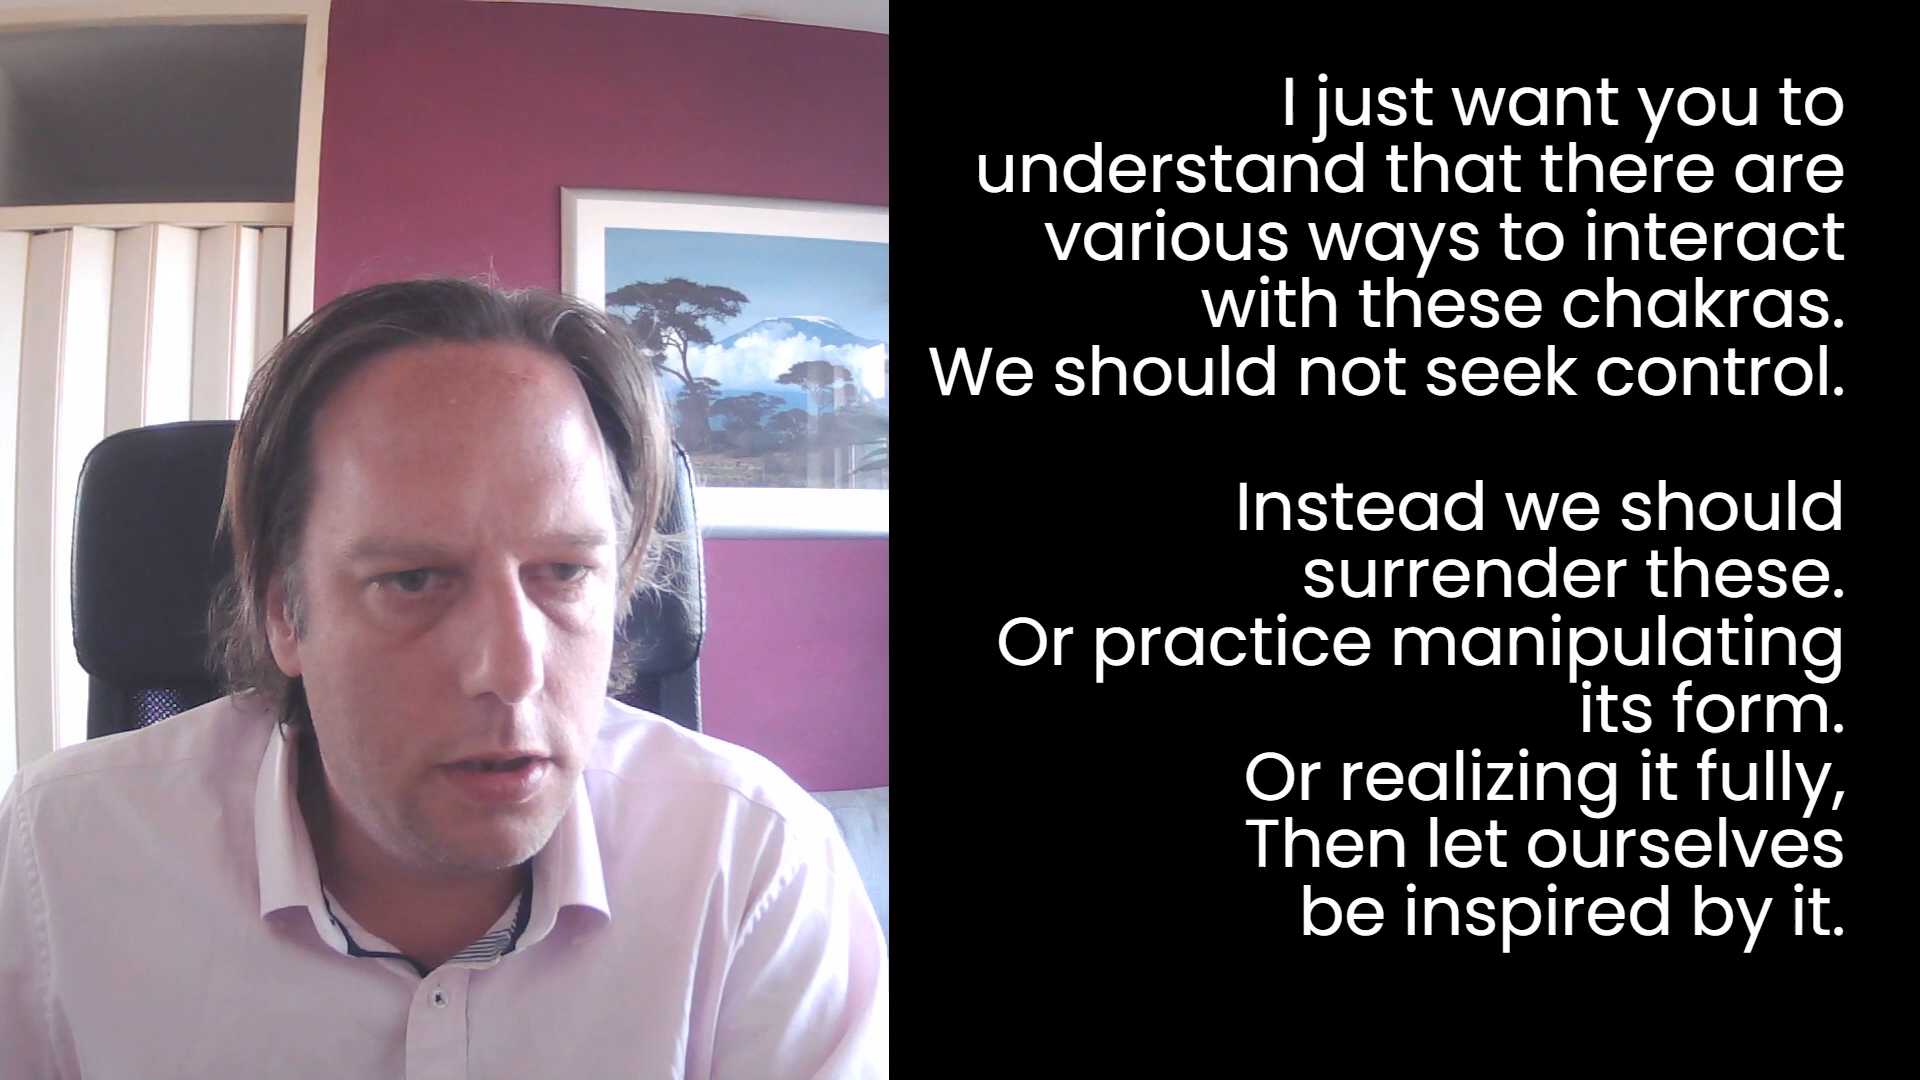 I just want you to
understand that there are
various ways to interact
with these chakras.
We should not seek control.
Instead we should
surrender these.
Or practice manipulating
its form.
Or realizing it fully,
Then let ourselves
be inspired by it.